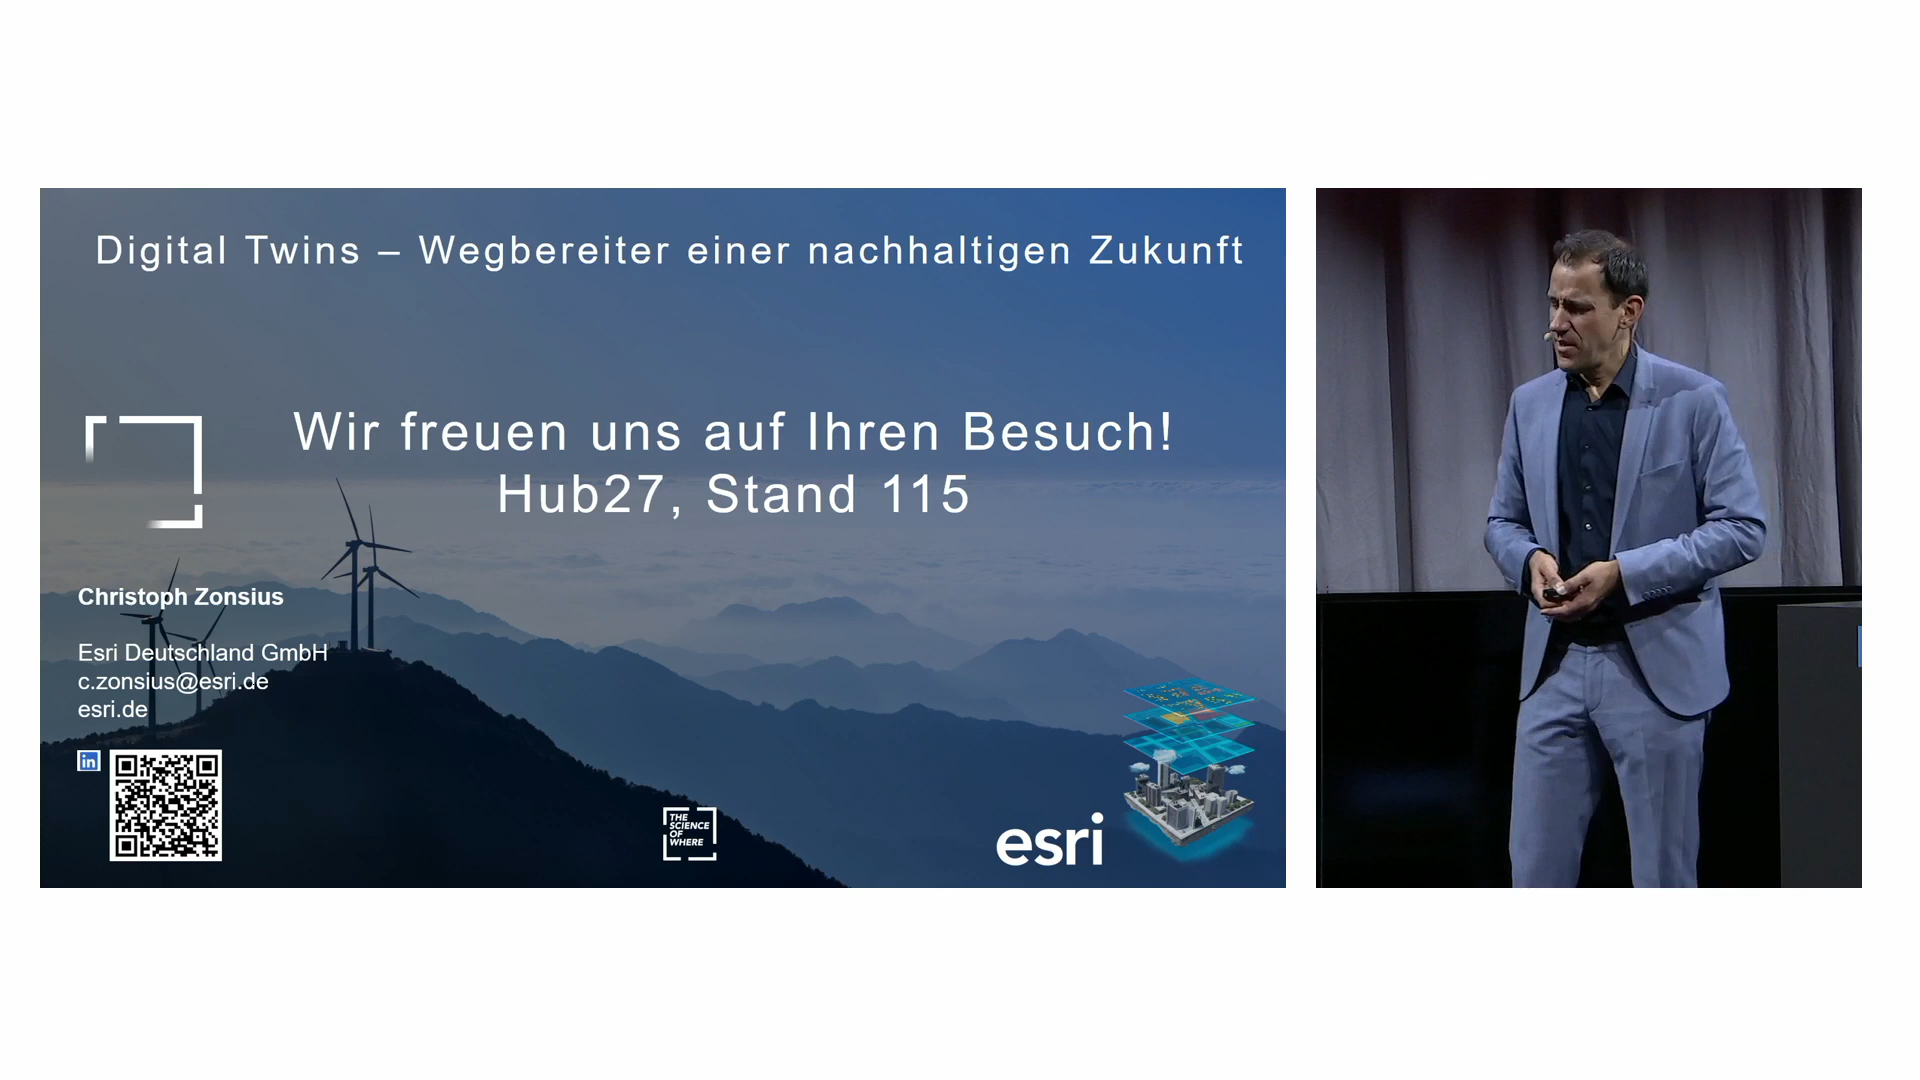 Digital Twins – Wegbereiter einer nachhaltigen Zukunft
Wir freuen uns auf Ihren Besuch!
Hub27, Stand 115
Christoph Zonsius
Esri Deutschland GmbH
c.zonsius@esri.de
esri.de
in
THE
SCIENCE
OF
WHERE
esri